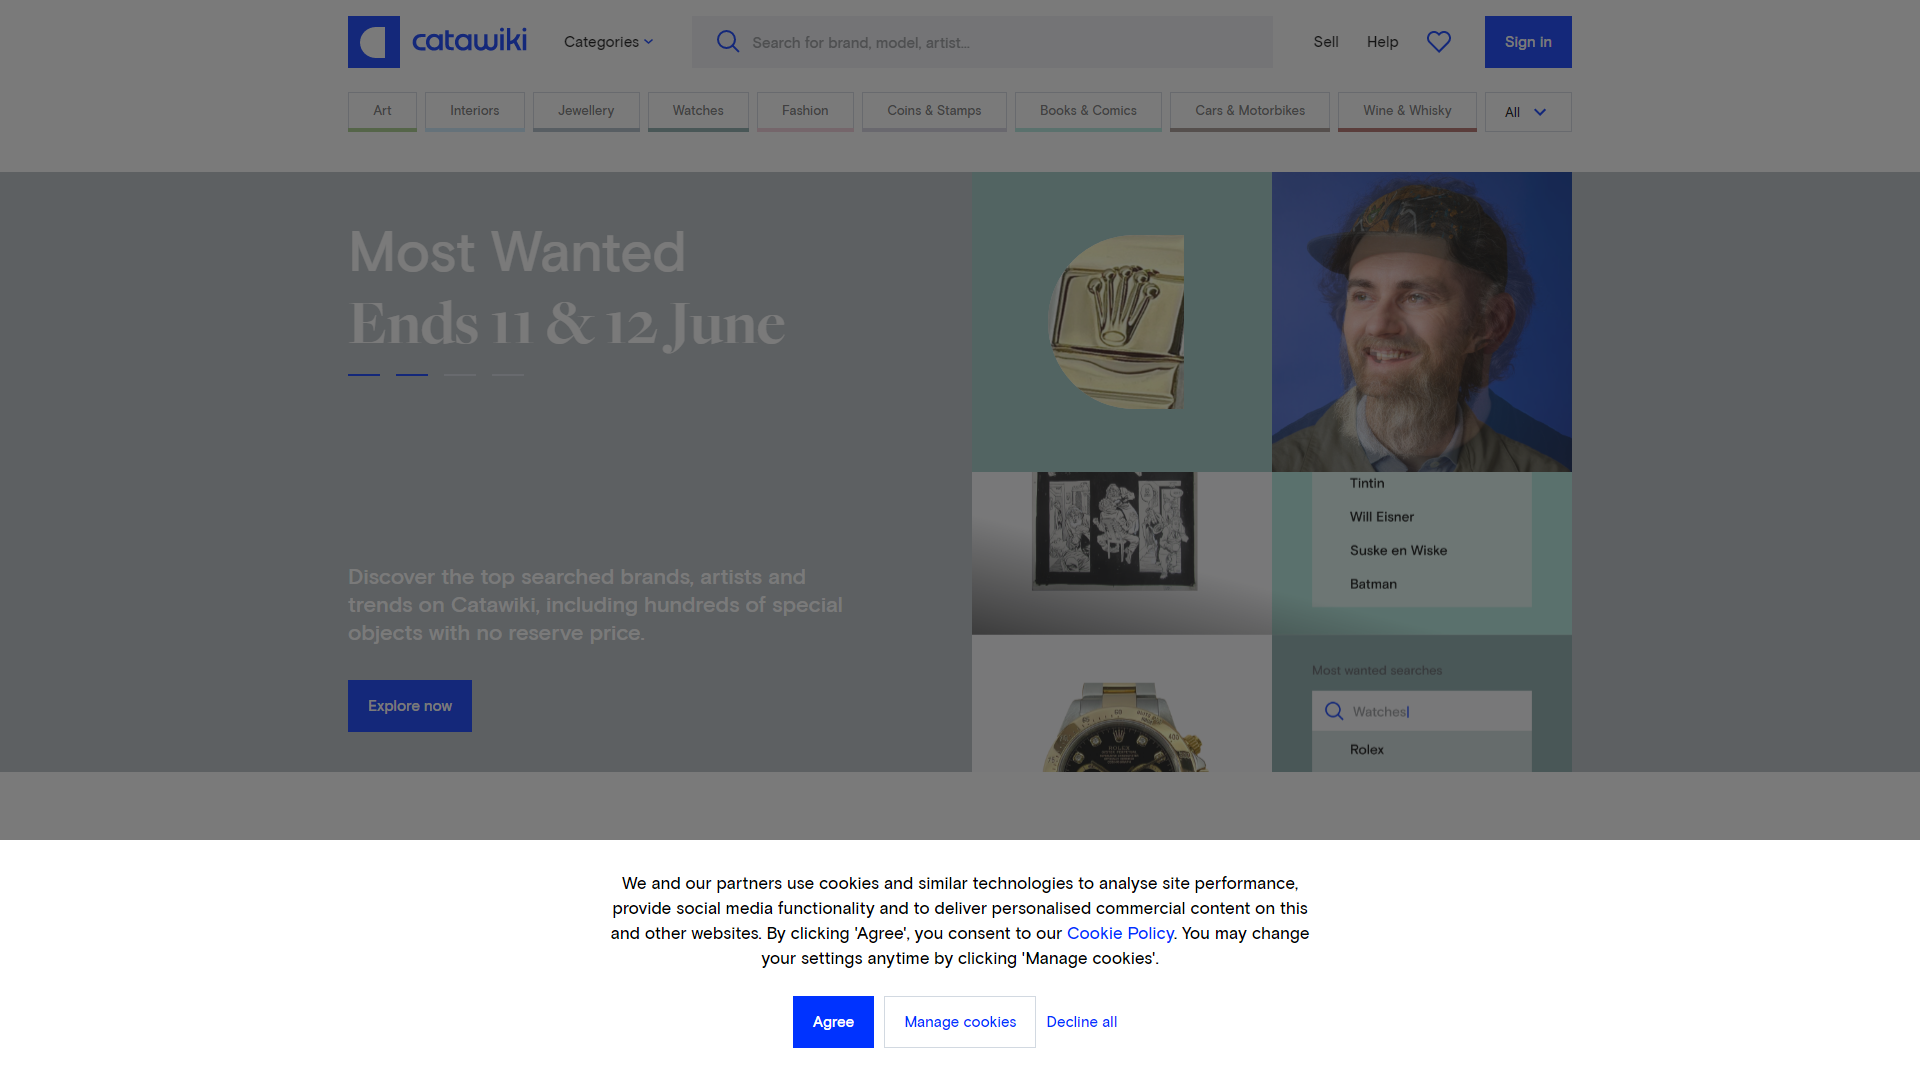 catawiki
Categories
Search for brand, model, artist...
Sell
Help
Sign in
Art
Interiors
Jewellery
Watches
Fashion
Coins & Stamps
Books & Comics
Cars & Motorbikes
Wine & Whisky
All
Most Wanted
Ends 11 & 12 June
Discover the top searched brands, artists and
trends on Catawiki, including hundreds of special
objects with no reserve price.
Explore now
Tintin
Will Eisner
Suske en Wiske
Batman
Most wanted searches
Watches
Rolex
We and our partners use cookies and similar technologies to analyse site performance,
provide social media functionality and to deliver personalised commercial content on this
and other websites. By clicking 'Agree', you consent to our Cookie Policy. You may change
your settings anytime by clicking 'Manage cookies'.
Agree
Manage cookies
Decline all